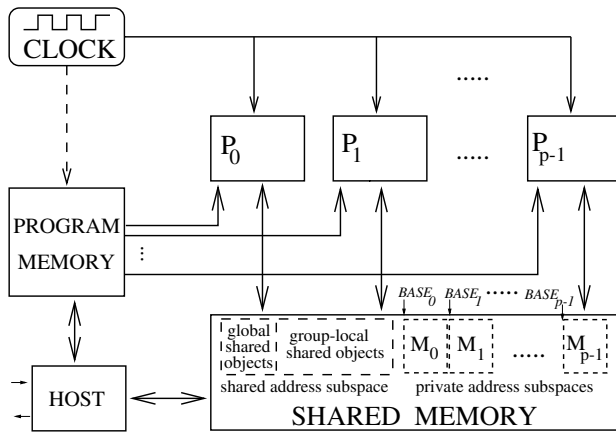 CLOCK
.....
P0 P1 ..... Pp-1
PROGRAM
MEMORY
...
BASE0 BASE1 ..... BASEp-1
global
shared
objects
group-local
shared objects
M0 M1 ..... Mp-1
shared address subspace private address subspaces
HOST
SHARED MEMORY